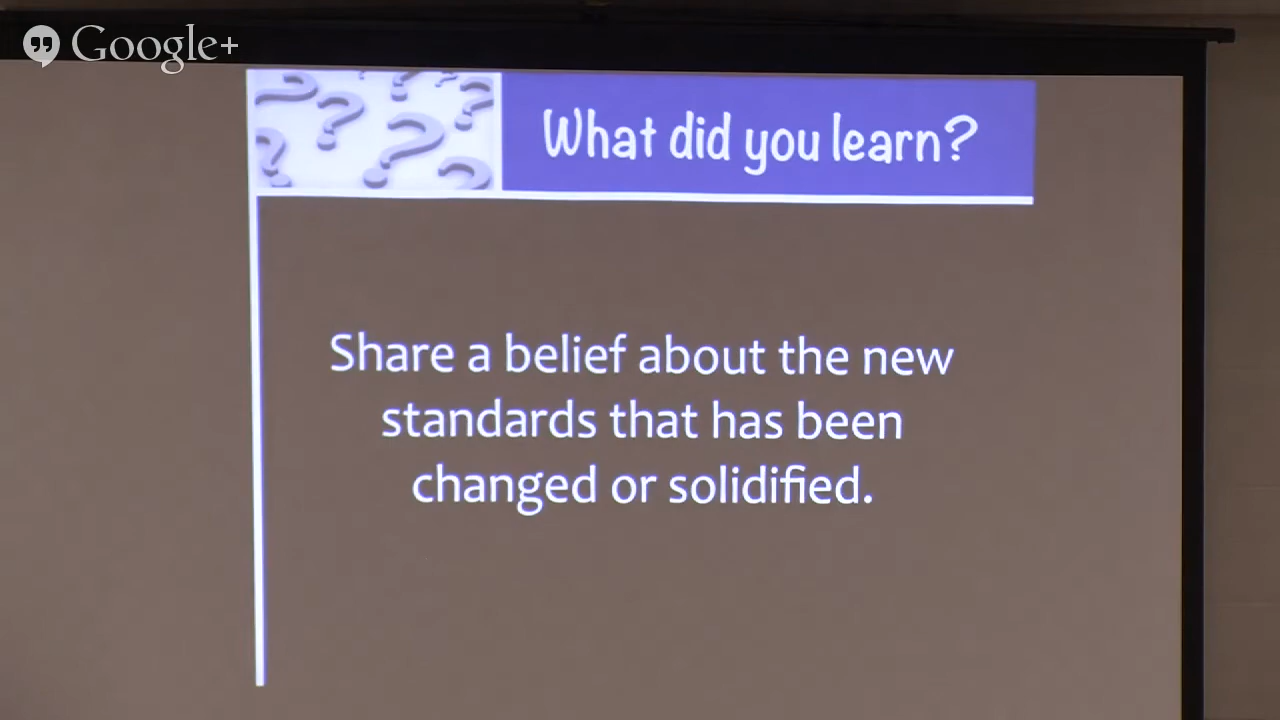 Google+
What did you learn?
Share a belief about the new
standards that has been
changed or solidified.